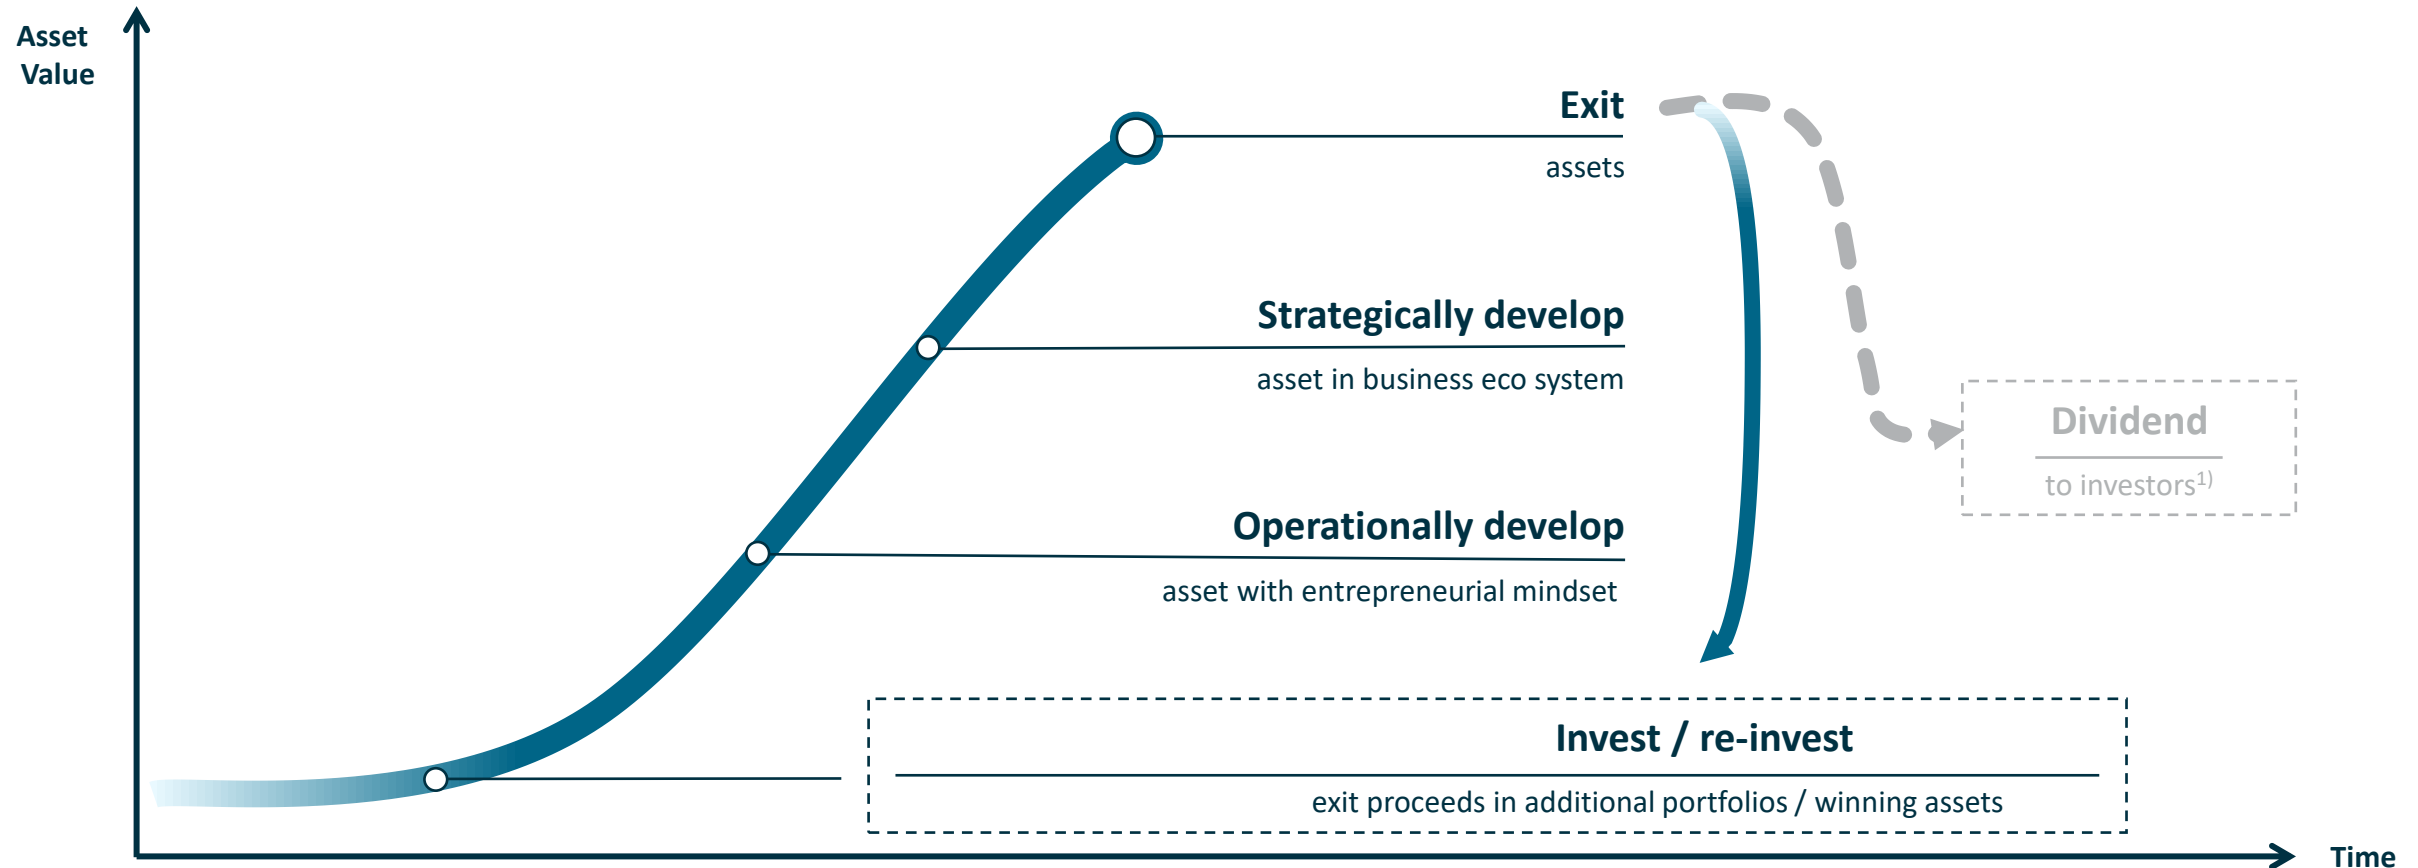 Asset
Value
Exit
assets
Strategically develop
asset in business eco system
Dividend
to investors¹⁾
Operationally develop
asset with entrepreneurial mindset
Invest / re-invest
exit proceeds in additional portfolios / winning assets
Time